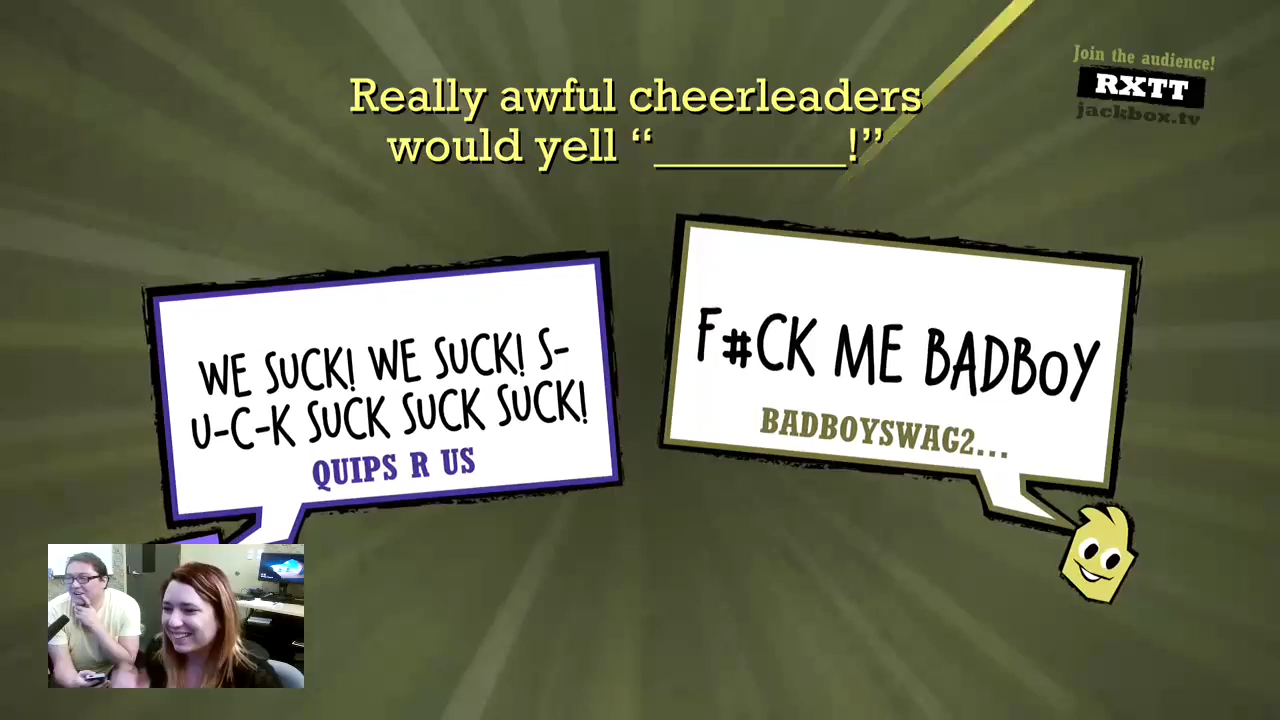 Join the audience!
RXTT
jackbox.tv
Really awful cheerleaders
would yell “________!”
WE SUCK! WE SUCK! S-
U-C-K SUCK SUCK SUCK!
QUIPS R US
F#CK ME BADBOY
BADBOYSWAG2...